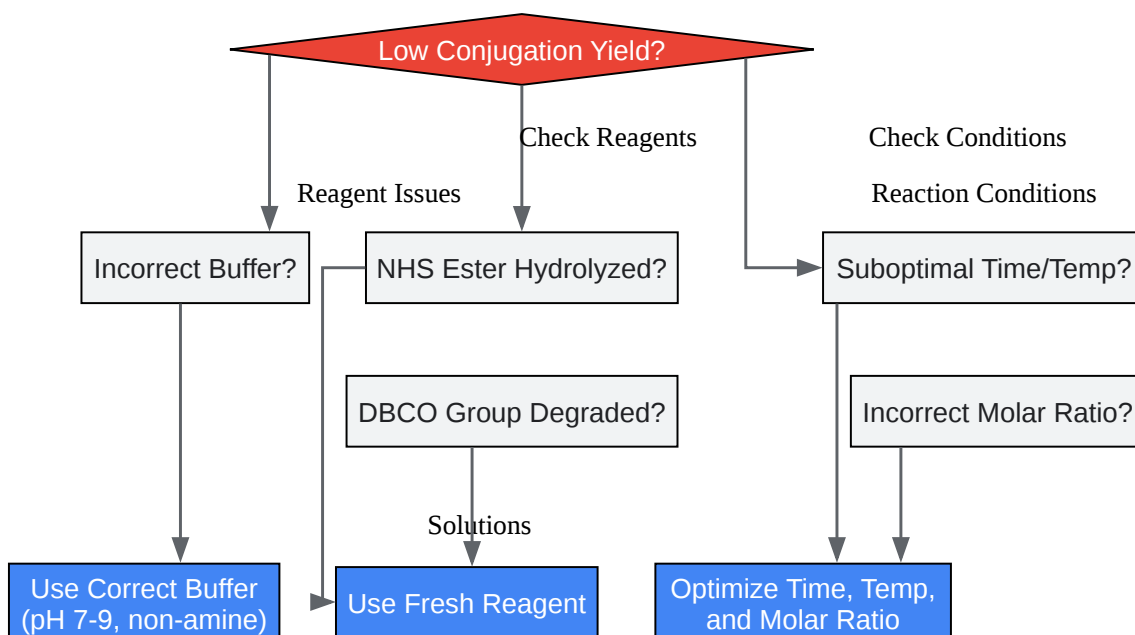 Low Conjugation Yield?
Check Reagents
Check Conditions
Reagent Issues
Reaction Conditions
Incorrect Buffer?
NHS Ester Hydrolyzed?
Suboptimal Time/Temp?
DBCO Group Degraded?
Incorrect Molar Ratio?
Solutions
Use Correct Buffer
(pH 7-9, non-amine)
Use Fresh Reagent
Optimize Time, Temp,
and Molar Ratio